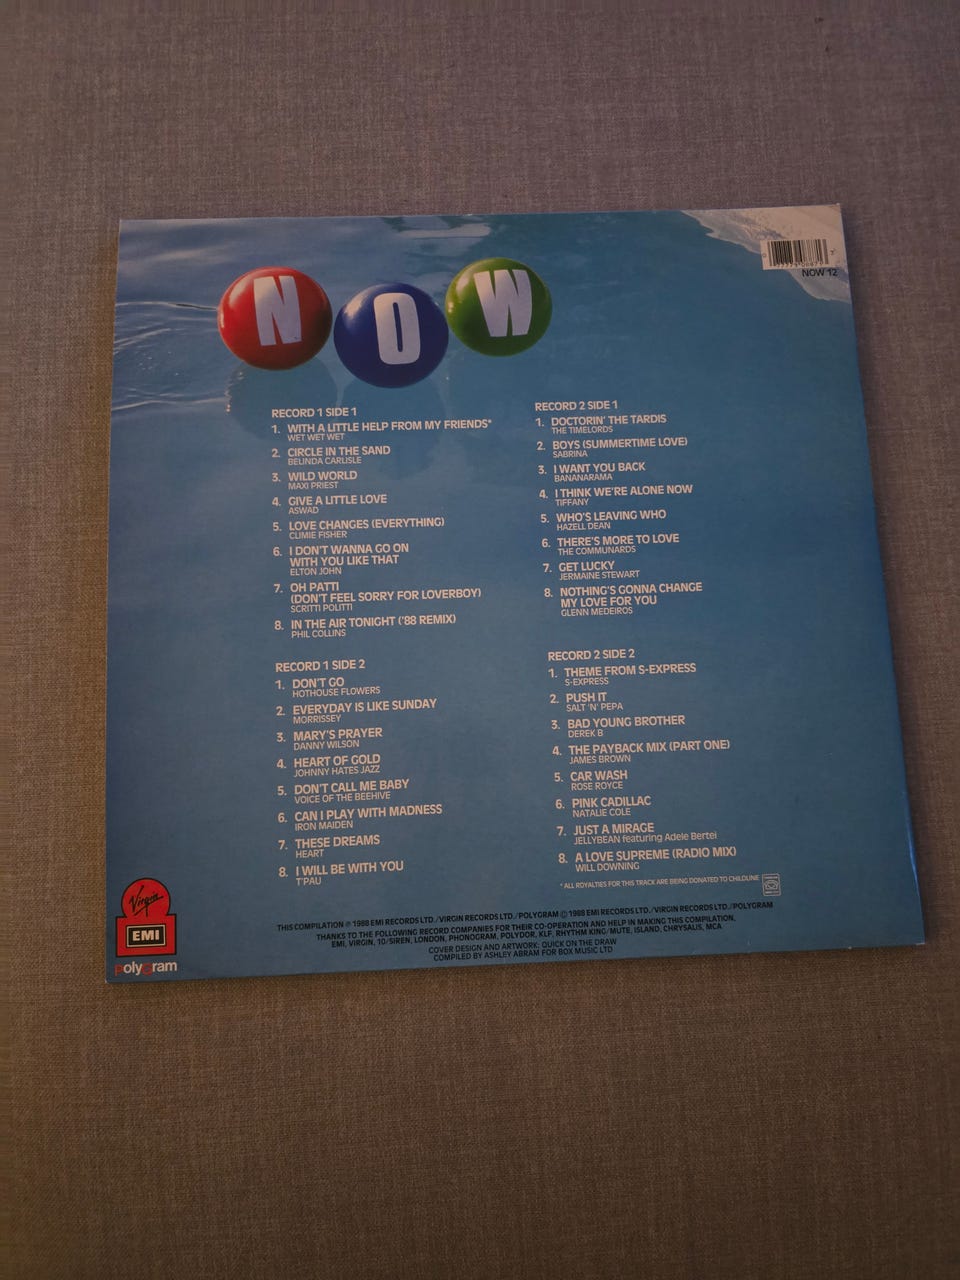 N O W
NOW 12
RECORD 1 SIDE 1
1. WITH A LITTLE HELP FROM MY FRIENDS*
WET WET WET
2. CIRCLE IN THE SAND
BELINDA CARLISLE
3. WILD WORLD
MAXI PRIEST
4. GIVE A LITTLE LOVE
ASWAD
5. LOVE CHANGES (EVERYTHING)
CLIMIE FISHER
6. I DON'T WANNA GO ON
WITH YOU LIKE THAT
ELTON JOHN
7. OH PATTI
(DON'T FEEL SORRY FOR LOVERBOY)
SCRITTI POLITTI
8. IN THE AIR TONIGHT ('88 REMIX)
PHIL COLLINS
RECORD 1 SIDE 2
1. DON'T GO
HOTHOUSE FLOWERS
2. EVERYDAY IS LIKE SUNDAY
MORRISSEY
3. MARY'S PRAYER
DANNY WILSON
4. HEART OF GOLD
JOHNNY HATES JAZZ
5. DON'T CALL ME BABY
VOICE OF THE BEEHIVE
6. CAN I PLAY WITH MADNESS
IRON MAIDEN
7. THESE DREAMS
HEART
8. I WILL BE WITH YOU
T'PAU
RECORD 2 SIDE 1
1. DOCTORIN' THE TARDIS
THE TIMELORDS
2. BOYS (SUMMERTIME LOVE)
SABRINA
3. I WANT YOU BACK
BANANARAMA
4. I THINK WE'RE ALONE NOW
TIFFANY
5. WHO'S LEAVING WHO
HAZELL DEAN
6. THERE'S MORE TO LOVE
THE COMMUNARDS
7. GET LUCKY
JERMAINE STEWART
8. NOTHING'S GONNA CHANGE
MY LOVE FOR YOU
GLENN MEDEIROS
RECORD 2 SIDE 2
1. THEME FROM S-EXPRESS
S-EXPRESS
2. PUSH IT
SALT 'N' PEPA
3. BAD YOUNG BROTHER
DEREK B
4. THE PAYBACK MIX (PART ONE)
JAMES BROWN
5. CAR WASH
ROSE ROYCE
6. PINK CADILLAC
NATALIE COLE
7. JUST A MIRAGE
JELLYBEAN featuring Adele Bertei
8. A LOVE SUPREME (RADIO MIX)
WILL DOWNING
* ALL ROYALTIES FOR THIS TRACK ARE BEING DONATED TO CHILDLINE
THIS COMPILATION ℗ 1988 EMI RECORDS LTD./VIRGIN RECORDS LTD./POLYGRAM © 1988 EMI RECORDS LTD./VIRGIN RECORDS LTD./POLYGRAM
THANKS TO THE FOLLOWING RECORD COMPANIES FOR THEIR CO-OPERATION AND HELP IN MAKING THIS COMPILATION,
EMI, VIRGIN, 10/SIREN, LONDON, PHONOGRAM, POLYDOR, KLF, RHYTHM KING/MUTE, ISLAND, CHRYSALIS, MCA
COVER DESIGN AND ARTWORK: QUICK ON THE DRAW
COMPILED BY ASHLEY ABRAM FOR BOX MUSIC LTD
Virgin
EMI
PolyGram